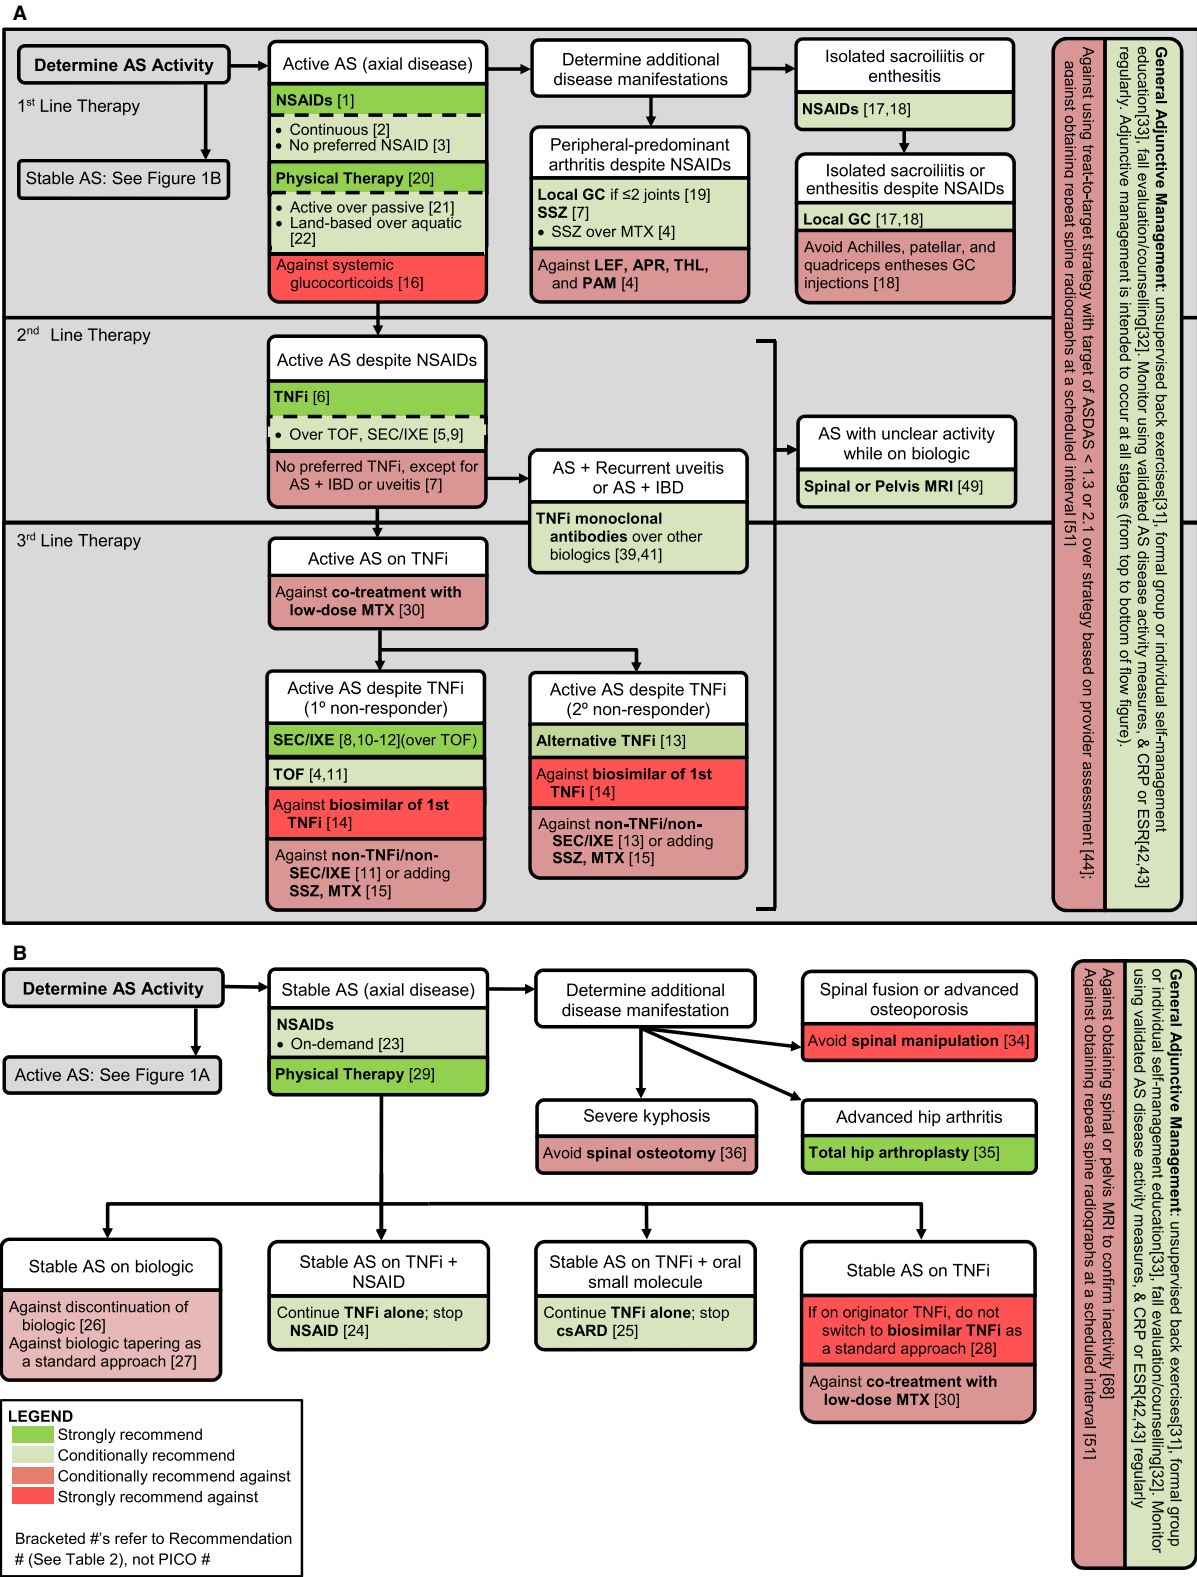 A
Determine AS Activity
1st Line Therapy
Stable AS: See Figure 1B
Active AS (axial disease)
NSAIDs [1]
• Continuous [2]
• No preferred NSAID [3]
Physical Therapy [20]
• Active over passive [21]
• Land-based over aquatic
[22]
Against systemic
glucocorticoids [16]
Determine additional
disease manifestations
Peripheral-predominant
arthritis despite NSAIDs
Local GC if ≤2 joints [19]
SSZ [7]
• SSZ over MTX [4]
Against LEF, APR, THL,
and PAM [4]
Isolated sacroiliitis or
enthesitis
NSAIDs [17,18]
Isolated sacroiliitis or
enthesitis despite NSAIDs
Local GC [17,18]
Avoid Achilles, patellar, and
quadriceps entheses GC
injections [18]
2nd Line Therapy
Active AS despite NSAIDs
TNFi [6]
• Over TOF, SEC/IXE [5,9]
No preferred TNFi, except for
AS + IBD or uveitis [7]
AS + Recurrent uveitis
or AS + IBD
TNFi monoclonal
antibodies over other
biologics [39,41]
AS with unclear activity
while on biologic
Spinal or Pelvis MRI [49]
3rd Line Therapy
Active AS on TNFi
Against co-treatment with
low-dose MTX [30]
Active AS despite TNFi
(1º non-responder)
SEC/IXE [8,10-12](over TOF)
TOF [4,11]
Against biosimilar of 1st
TNFi [14]
Against non-TNFi/non-
SEC/IXE [11] or adding
SSZ, MTX [15]
Active AS despite TNFi
(2º non-responder)
Alternative TNFi [13]
Against biosimilar of 1st
TNFi [14]
Against non-TNFi/non-
SEC/IXE [13] or adding
SSZ, MTX [15]
General Adjunctive Management: unsupervised back exercises[31], formal group or individual self-management
education[33], fall evaluation/counselling[32]. Monitor using validated AS disease activity measures, & CRP or ESR[42,43]
regularly. Adjunctive management is intended to occur at all stages (from top to bottom of flow figure).
Against using treat-to-target strategy with target of ASDAS < 1.3 or 2.1 over strategy based on provider assessment [44];
against obtaining repeat spine radiographs at a scheduled interval [51]
B
Determine AS Activity
Active AS: See Figure 1A
Stable AS (axial disease)
NSAIDs
• On-demand [23]
Physical Therapy [29]
Determine additional
disease manifestation
Spinal fusion or advanced
osteoporosis
Avoid spinal manipulation [34]
Severe kyphosis
Avoid spinal osteotomy [36]
Advanced hip arthritis
Total hip arthroplasty [35]
Stable AS on biologic
Against discontinuation of
biologic [26]
Against biologic tapering as
a standard approach [27]
Stable AS on TNFi +
NSAID
Continue TNFi alone; stop
NSAID [24]
Stable AS on TNFi + oral
small molecule
Continue TNFi alone; stop
csARD [25]
Stable AS on TNFi
If on originator TNFi, do not
switch to biosimilar TNFi as
a standard approach [28]
Against co-treatment with
low-dose MTX [30]
General Adjunctive Management: unsupervised back exercises[31], formal group
or individual self-management education[33], fall evaluation/counselling[32]. Monitor
using validated AS disease activity measures, & CRP or ESR[42,43] regularly
Against obtaining spinal or pelvis MRI to confirm inactivity [68]
Against obtaining repeat spine radiographs at a scheduled interval [51]
LEGEND
Strongly recommend
Conditionally recommend
Conditionally recommend against
Strongly recommend against
Bracketed #'s refer to Recommendation
# (See Table 2), not PICO #